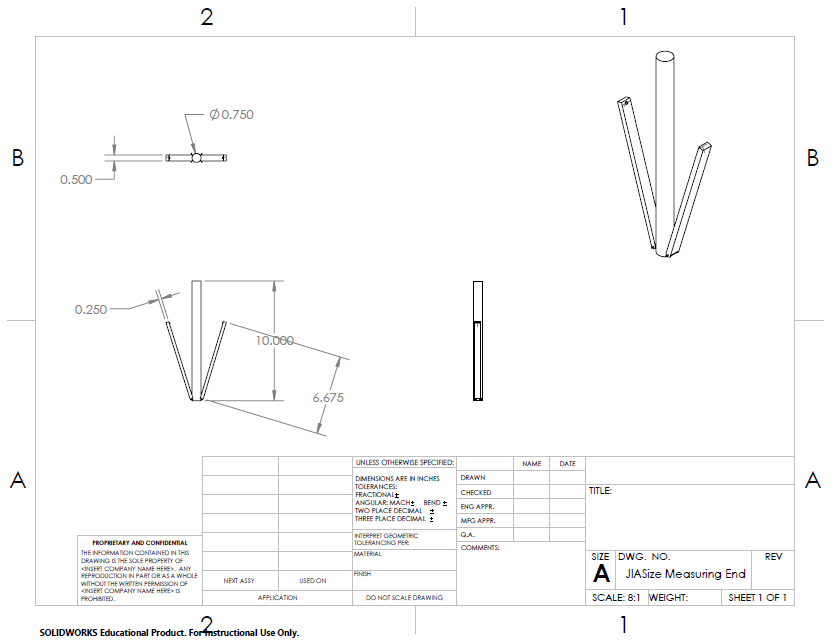 2
1
B
B
Ø0.750
0.500
0.250
10.000
6.675
A
A
UNLESS OTHERWISE SPECIFIED:
DIMENSIONS ARE IN INCHES
TOLERANCES:
FRACTIONAL±
ANGULAR: MACH± BEND ±
TWO PLACE DECIMAL ±
THREE PLACE DECIMAL ±
INTERPRET GEOMETRIC
TOLERANCING PER:
MATERIAL
FINISH
DO NOT SCALE DRAWING
NAME DATE
DRAWN
CHECKED
ENG APPR.
MFG APPR.
Q.A.
COMMENTS:
TITLE:
SIZE DWG. NO. REV
A JIASize Measuring End
SCALE: 8:1 WEIGHT: SHEET 1 OF 1
PROPRIETARY AND CONFIDENTIAL
THE INFORMATION CONTAINED IN THIS
DRAWING IS THE SOLE PROPERTY OF
<INSERT COMPANY NAME HERE>. ANY
REPRODUCTION IN PART OR AS A WHOLE
WITHOUT THE WRITTEN PERMISSION OF
<INSERT COMPANY NAME HERE> IS
PROHIBITED.
NEXT ASSY USED ON
APPLICATION
2
1
SOLIDWORKS Educational Product. For Instructional Use Only.